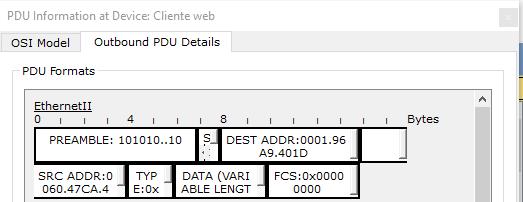 PDU Information at Device: Cliente web
OSI Model
Outbound PDU Details
PDU Formats
EthernetII
0 4 8 Bytes
PREAMBLE: 101010..10
S
DEST ADDR:0001.96
A9.401D
SRC ADDR:0
060.47CA.4
TYP
E:0x
DATA (VARI
ABLE LENGT
FCS:0x0000
0000